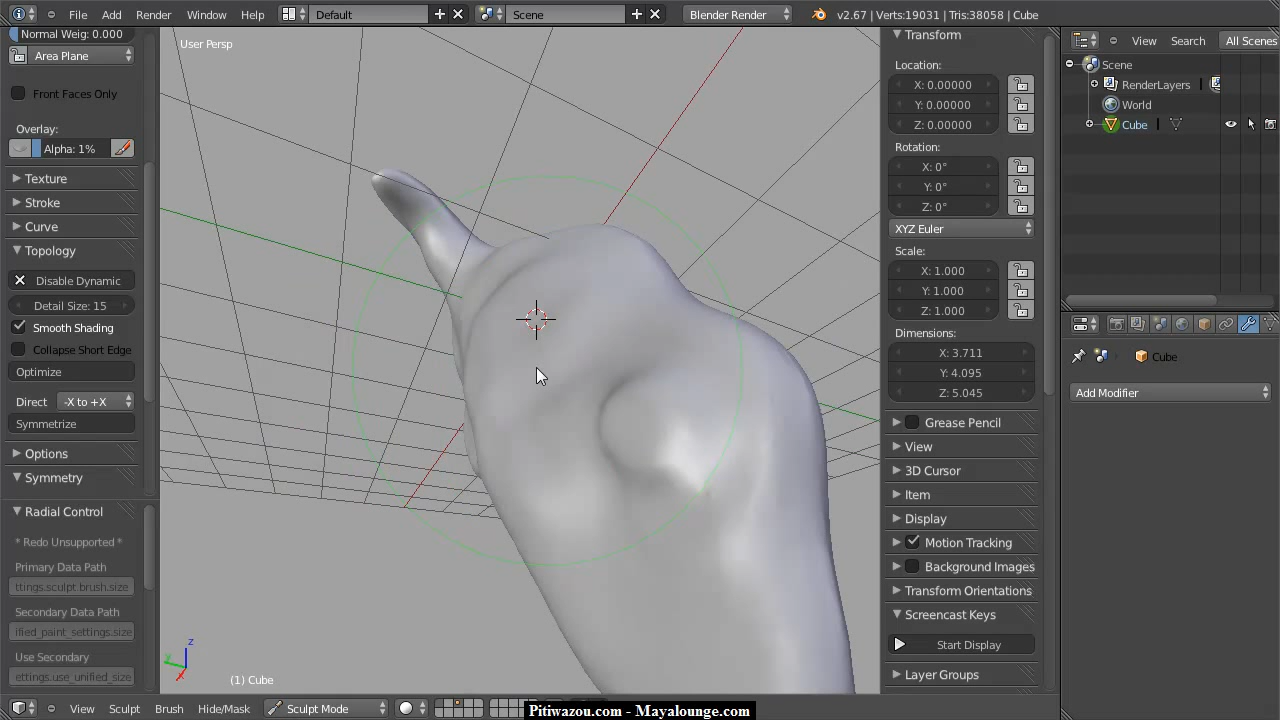 File Add Render Window Help Default Scene Blender Render v2.67 | Verts:19031 | Tris:38058 | Cube
Normal Weig: 0.000
Area Plane
Front Faces Only
Overlay:
Alpha: 1%
Texture
Stroke
Curve
Topology
Disable Dynamic
Detail Size: 15
Smooth Shading
Collapse Short Edge
Optimize
Direct -X to +X
Symmetrize
Options
Symmetry
Radial Control
* Redo Unsupported *
Primary Data Path
ttings.sculpt.brush.size
Secondary Data Path
ified_paint_settings.size
Use Secondary
ettings.use_unified_size
User Persp
z
y
x
(1) Cube
Transform
Location:
X: 0.00000
Y: 0.00000
Z: 0.00000
Rotation:
X: 0°
Y: 0°
Z: 0°
XYZ Euler
Scale:
X: 1.000
Y: 1.000
Z: 1.000
Dimensions:
X: 3.711
Y: 4.095
Z: 5.045
Grease Pencil
View
3D Cursor
Item
Display
Motion Tracking
Background Images
Transform Orientations
Screencast Keys
Start Display
Layer Groups
View Search All Scenes
Scene
RenderLayers |
World
Cube |
Cube
Add Modifier
View Sculpt Brush Hide/Mask Sculpt Mode
Pitiwazou.com - Mayalounge.com